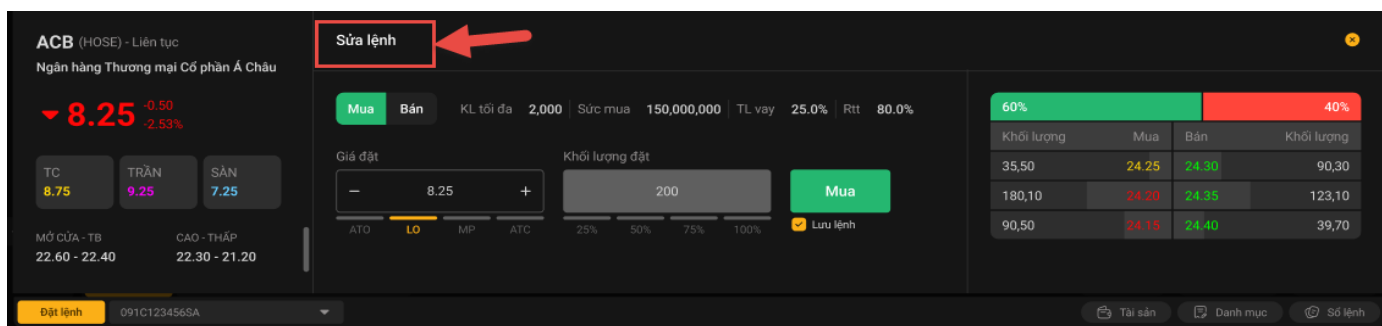 ACB (HOSE) - Liên tục
Ngân hàng Thương mại Cổ phần Á Châu
8.25 -0.50
-2.53%
TC TRẦN SÀN
8.75 9.25 7.25
MỞ CỬA - TB CAO - THẤP
22.60 - 22.40 22.30 - 21.20
Sửa lệnh
Mua Bán KL tối đa 2,000 Sức mua 150,000,000 TL vay 25.0% Rtt 80.0%
Giá đặt Khối lượng đặt
− 8.25 + 200 Mua
ATO LO MP ATC 25% 50% 75% 100% Lưu lệnh
60% 40%
Khối lượng Mua Bán Khối lượng
35,50 24.25 24.30 90,30
180,10 24.20 24.35 123,10
90,50 24.15 24.40 39,70
Đặt lệnh 091C123456SA Tài sản Danh mục Sổ lệnh